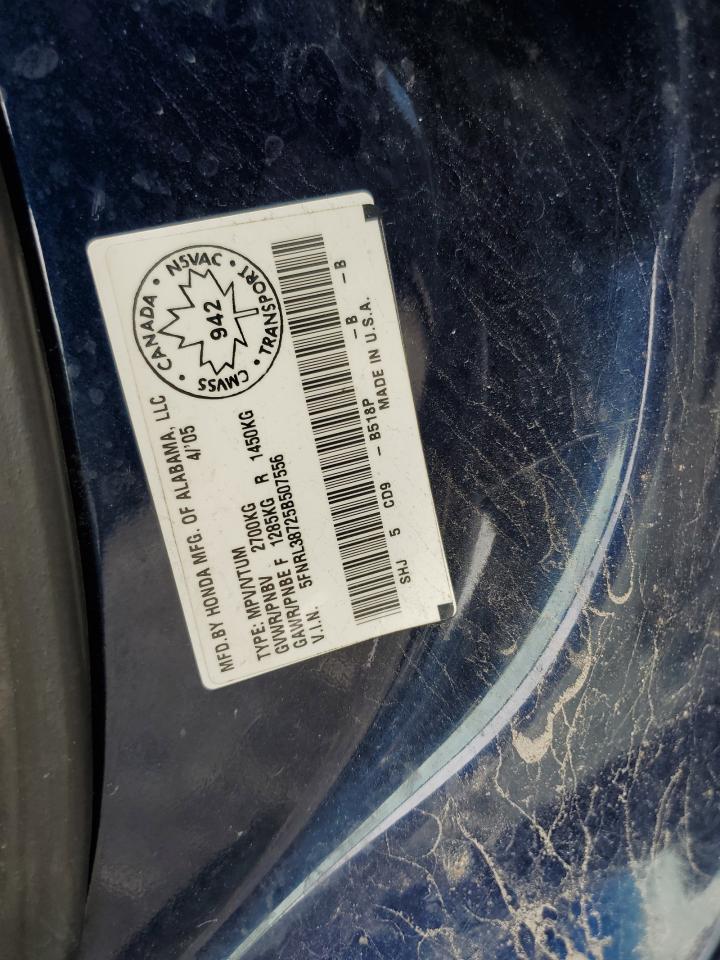 MFD. BY HONDA MFG. OF ALABAMA, LLC
4/'05
TYPE: MPV/VTUM
GVWR/PNBV 2700KG
GAWR/PNBE F 1285KG R 1450KG
V.I.N. 5FNRL38725B507556
CANADA · NSVAC · TRANSPORT · CMVSS ·
942
SHJ 5 CD9 - B518P - B - B
MADE IN U.S.A.